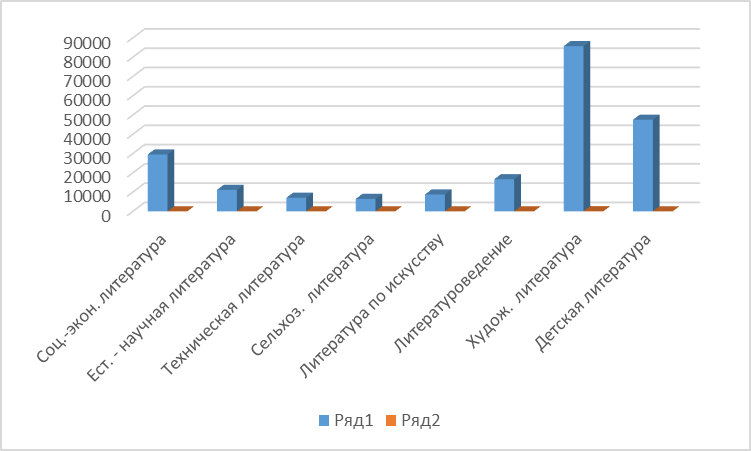 90000
80000
70000
60000
50000
40000
30000
20000
10000
0
Соц.-экон. литература
Ест. - научная литература
Техническая литература
Сельхоз.  литература
Литература по искусству
Литературоведение
Худож.  литература
Детская литература
Ряд1 Ряд2